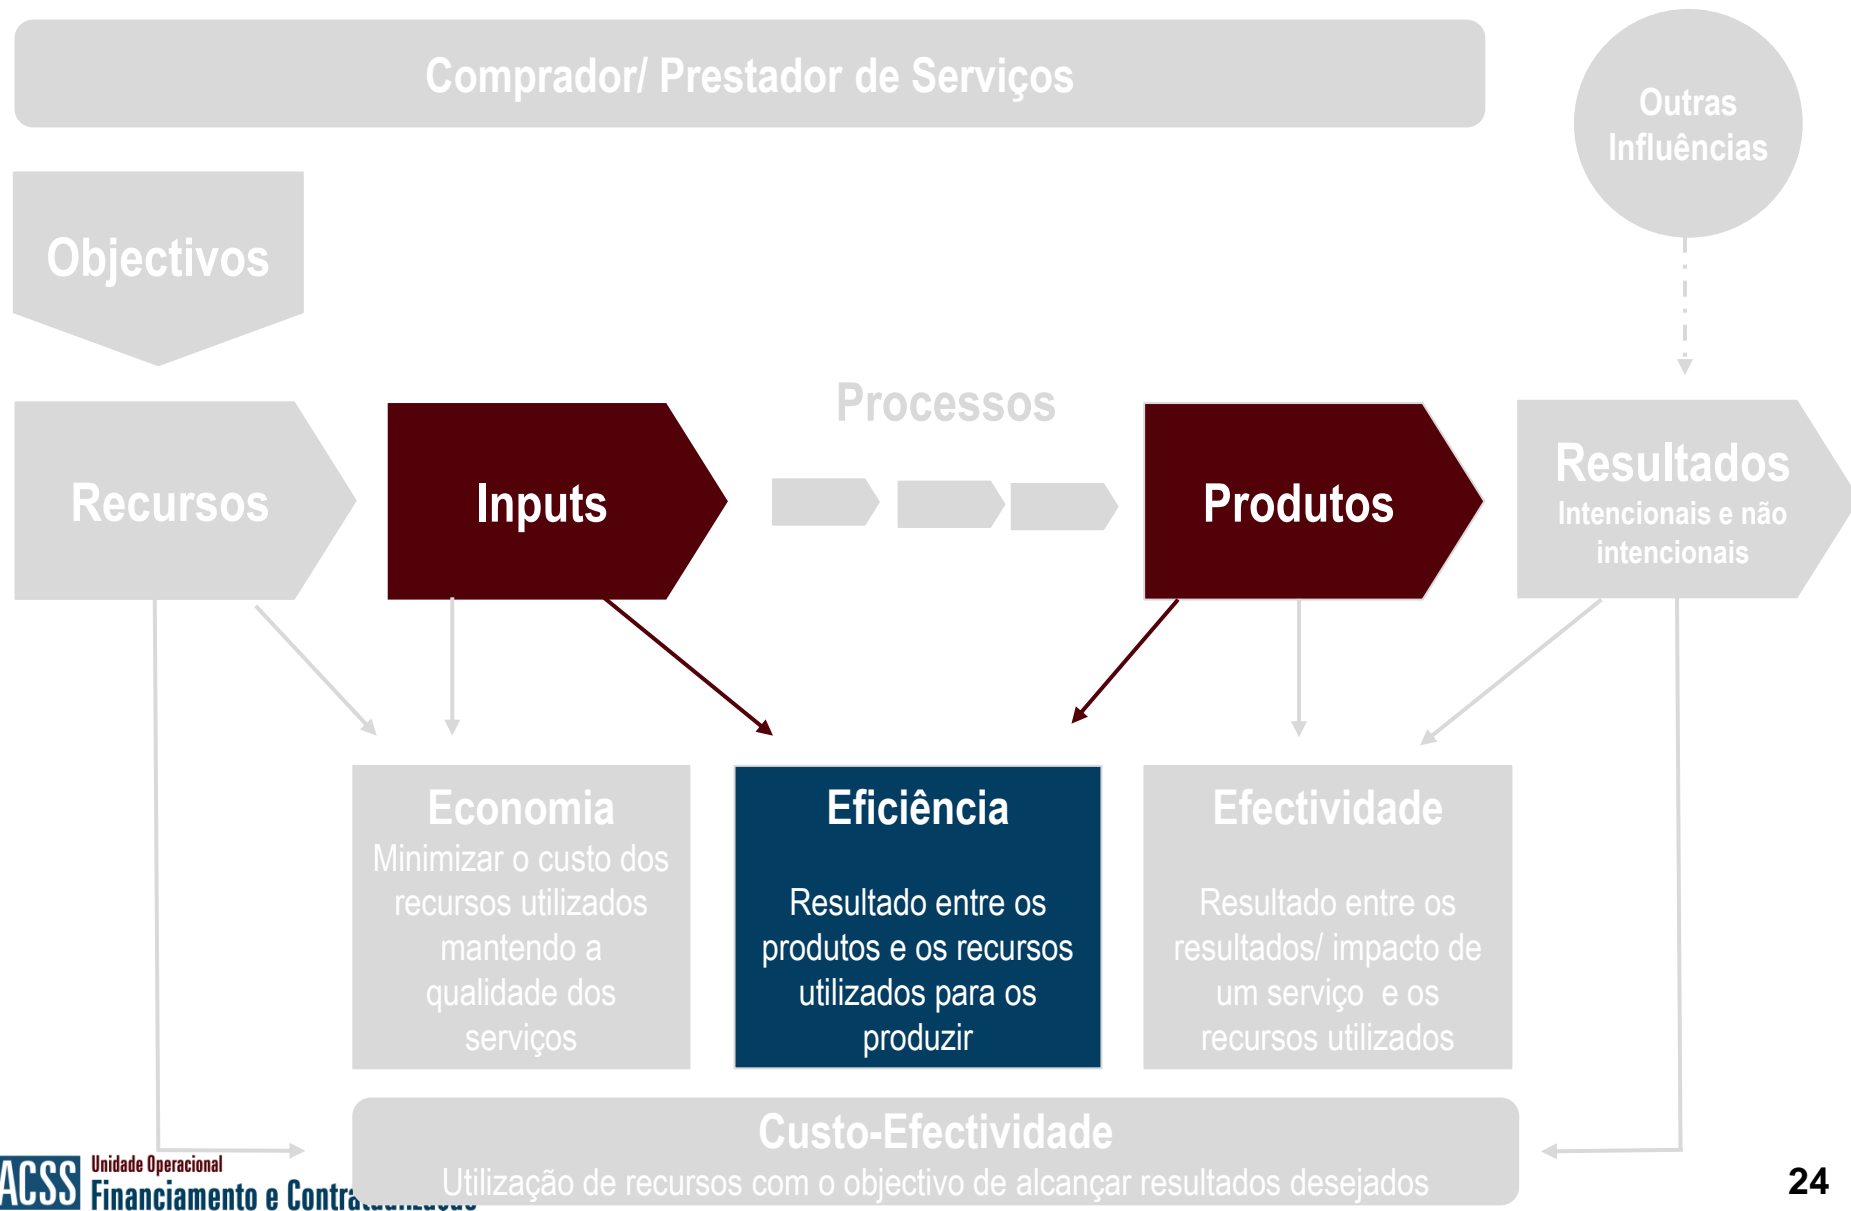 Comprador/ Prestador de Serviços
Outras
Influências
Objectivos
Processos
Recursos
Inputs
Produtos
Resultados
Intencionais e não
intencionais
Economia
Minimizar o custo dos
recursos utilizados
mantendo a
qualidade dos
serviços
Eficiência
Resultado entre os
produtos e os recursos
utilizados para os
produzir
Efectividade
Resultado entre os
resultados/ impacto de
um serviço e os
recursos utilizados
Custo-Efectividade
Utilização de recursos com o objectivo de alcançar resultados desejados
ACSS
Unidade Operacional
Financiamento e Contratualização
24